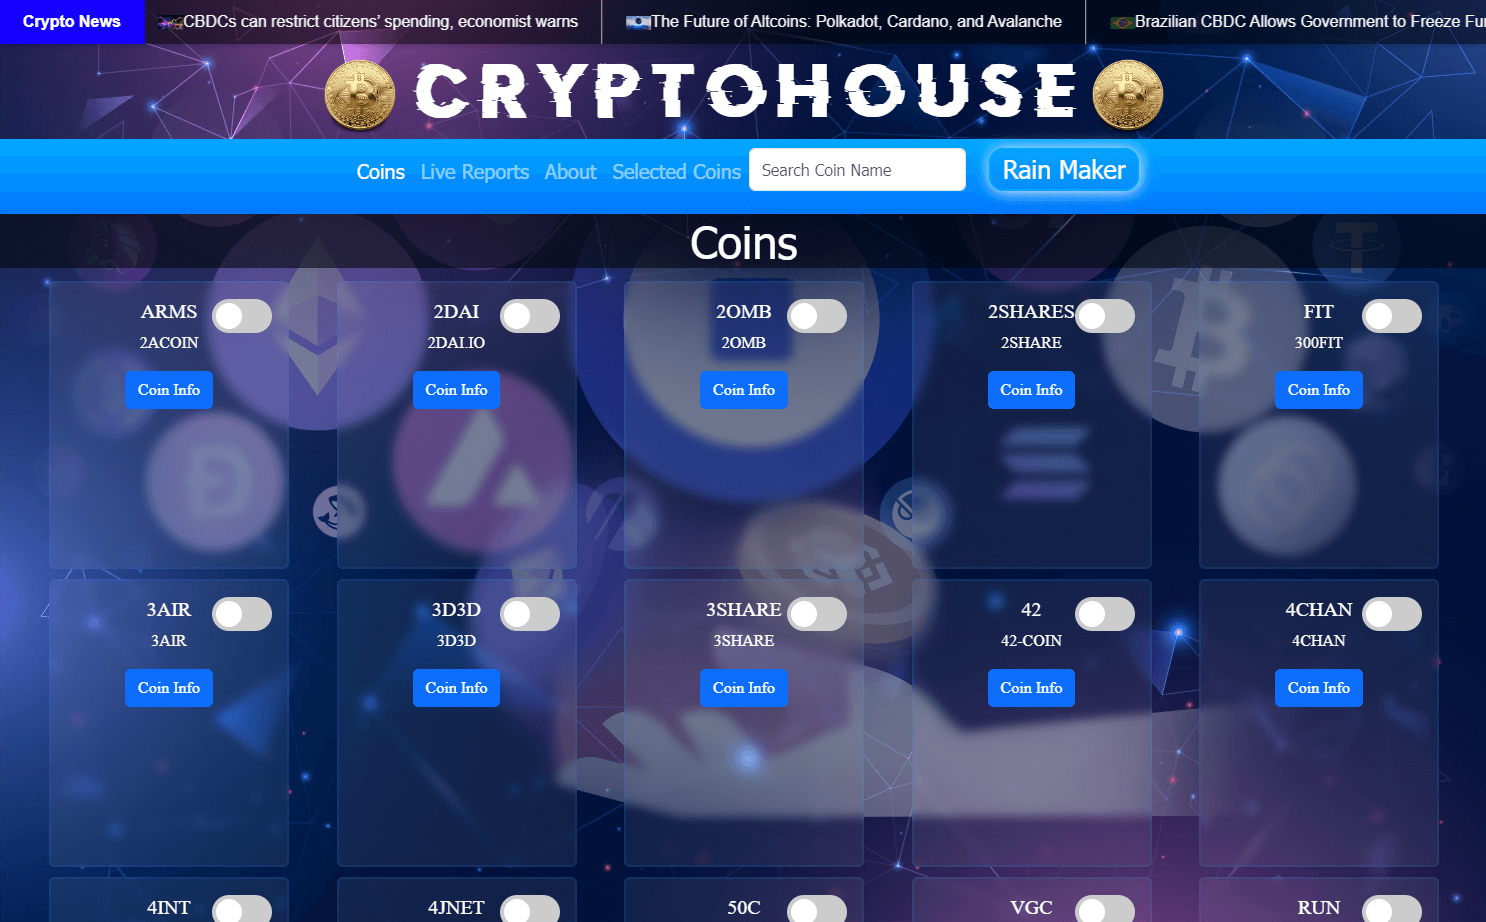 Crypto News
CBDCs can restrict citizens' spending, economist warns
The Future of Altcoins: Polkadot, Cardano, and Avalanche
Brazilian CBDC Allows Government to Freeze
CRYPTOHOUSE
Coins Live Reports About Selected Coins Search Coin Name Rain Maker
Coins
ARMS 2DAI 2OMB 2SHARES FIT
2ACOIN 2DAI.IO 2OMB 2SHARE 300FIT
Coin Info Coin Info Coin Info Coin Info Coin Info
3AIR 3D3D 3SHARE 42 4CHAN
3AIR 3D3D 3SHARE 42-COIN 4CHAN
Coin Info Coin Info Coin Info Coin Info Coin Info
4INT 4JNET 50C VGC RUN